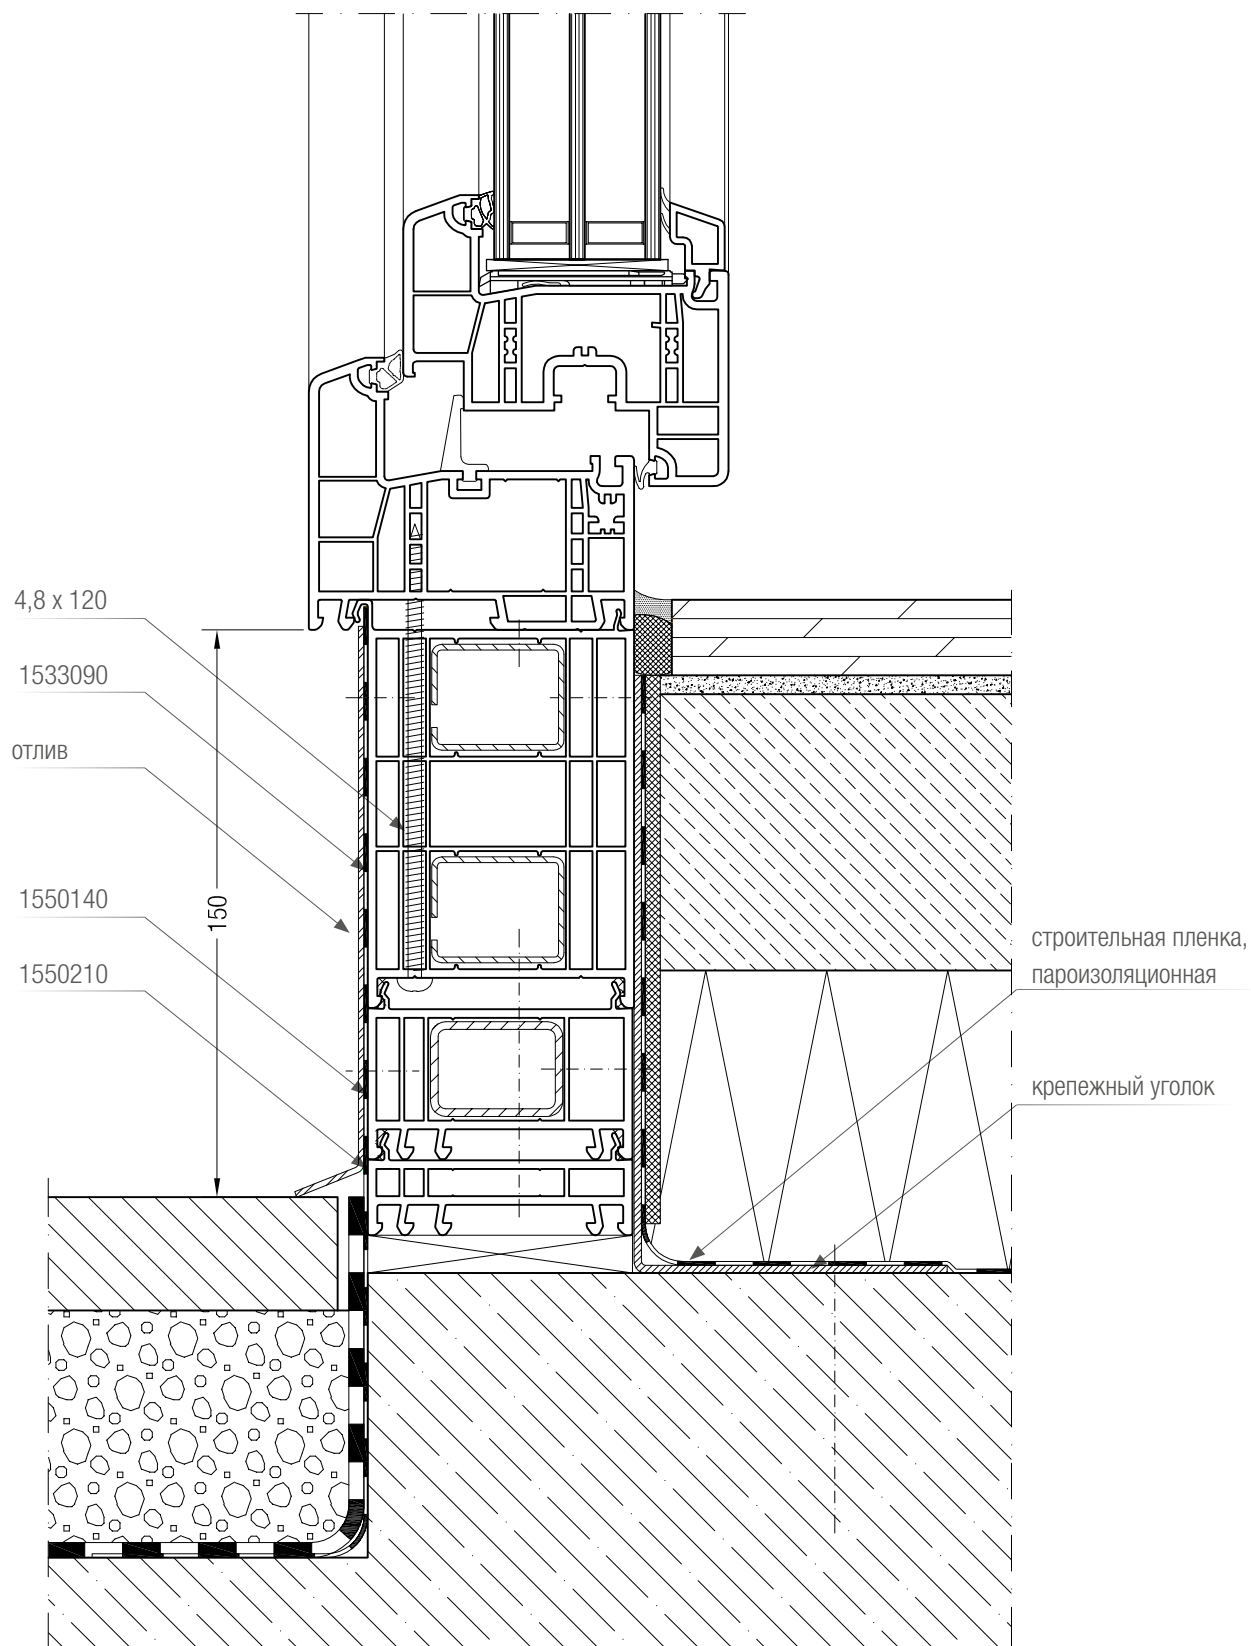 4,8 x 120
1533090
отлив
1550140
150
1550210
строительная пленка,
пароизоляционная
крепежный уголок